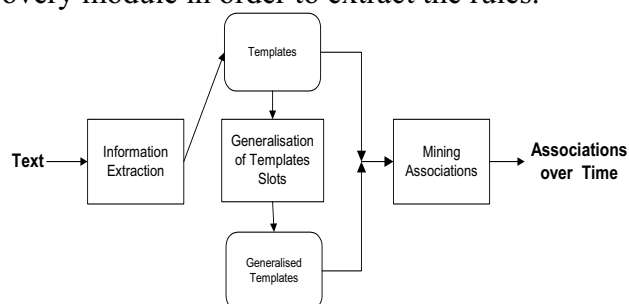 overy module in order to extract the rules.
Templates
Text
Information
Extraction
Generalisation
of Templates
Slots
Mining
Associations
Associations
over Time
Generalised
Templates